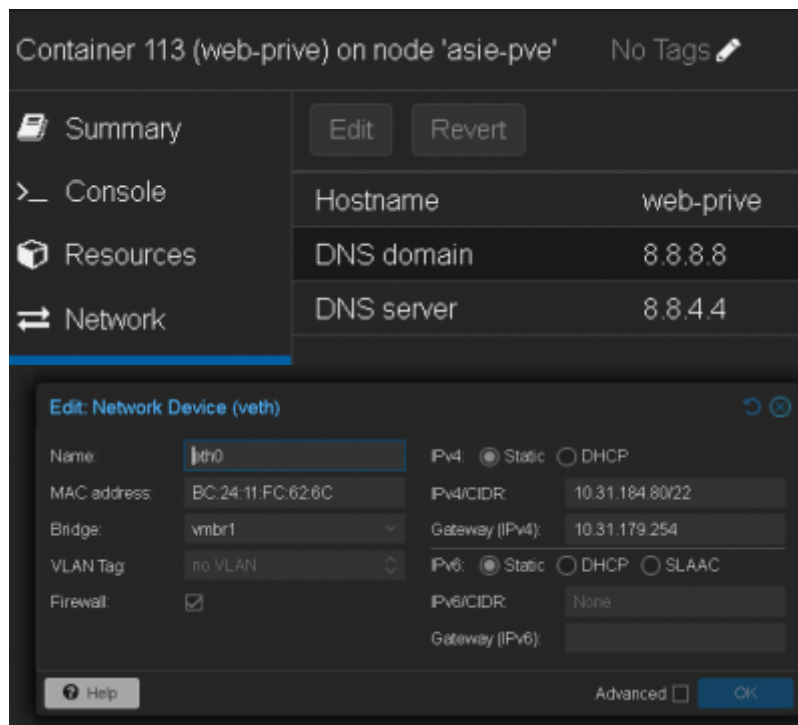 Container 113 (web-prive) on node 'asie-pve' No Tags
Summary
Console
Resources
Network
Edit Revert
Hostname web-prive
DNS domain 8.8.8.8
DNS server 8.8.4.4
Edit: Network Device (veth)
Name: eth0
MAC address: BC:24:11:FC:62:6C
Bridge: vmbr1
VLAN Tag: no VLAN
Firewall:
IPv4: Static DHCP
IPv4/CIDR: 10.31.184.80/22
Gateway (IPv4): 10.31.179.254
IPv6: Static DHCP SLAAC
IPv6/CIDR: None
Gateway (IPv6):
Help
Advanced OK